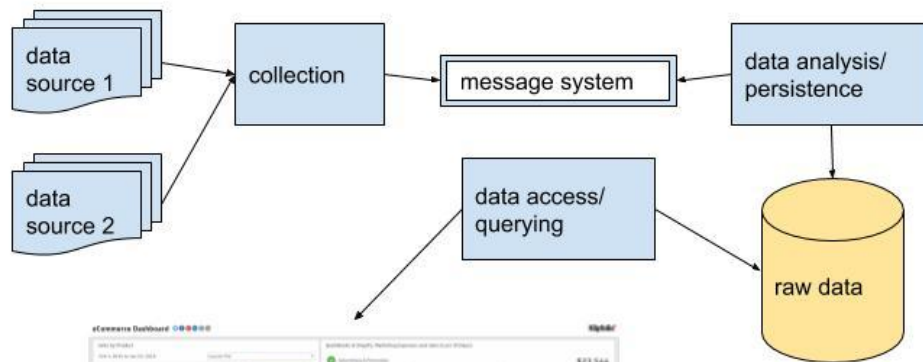 data
source 1
collection
message system
data analysis/
persistence
data
source 2
data access/
querying
raw data
eCommerce Dashboard